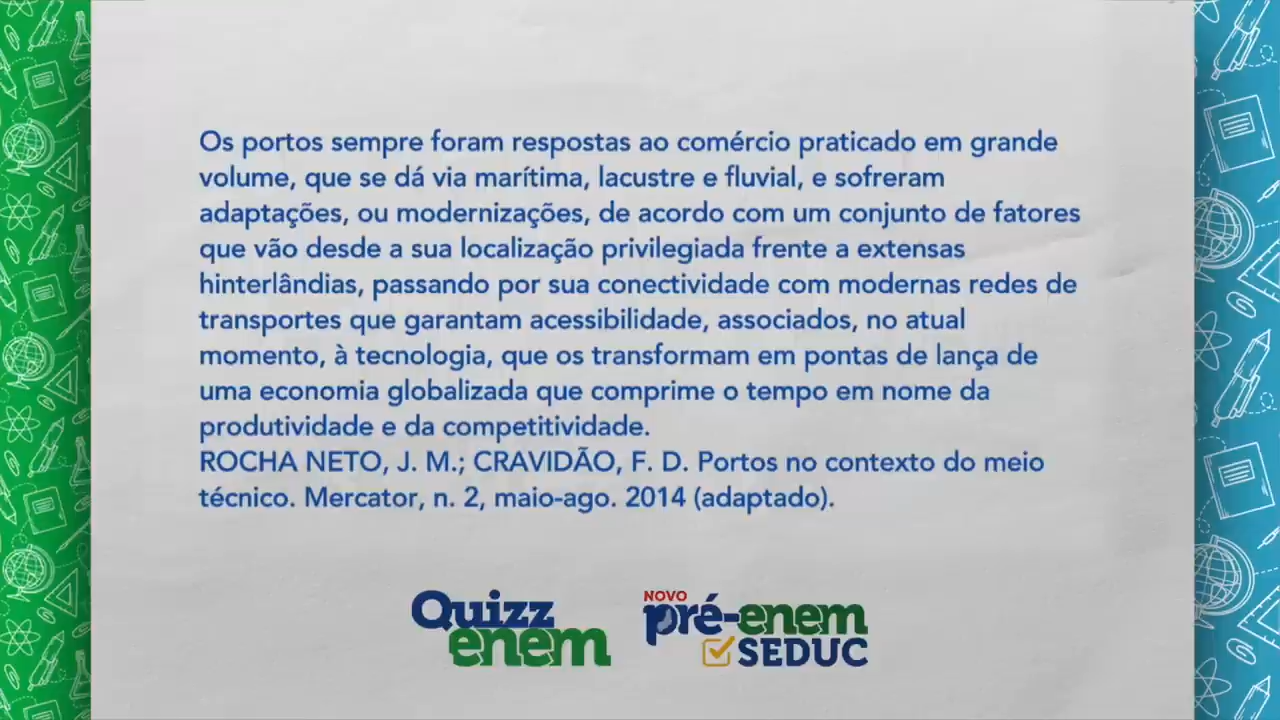 Os portos sempre foram respostas ao comércio praticado em grande
volume, que se dá via marítima, lacustre e fluvial, e sofreram
adaptações, ou modernizações, de acordo com um conjunto de fatores
que vão desde a sua localização privilegiada frente a extensas
hinterlândias, passando por sua conectividade com modernas redes de
transportes que garantam acessibilidade, associados, no atual
momento, à tecnologia, que os transformam em pontas de lança de
uma economia globalizada que comprime o tempo em nome da
produtividade e da competitividade.
ROCHA NETO, J. M.; CRAVIDÃO, F. D. Portos no contexto do meio
técnico. Mercator, n. 2, maio-ago. 2014 (adaptado).
Quizz
enem
NOVO
pré-enem
SEDUC